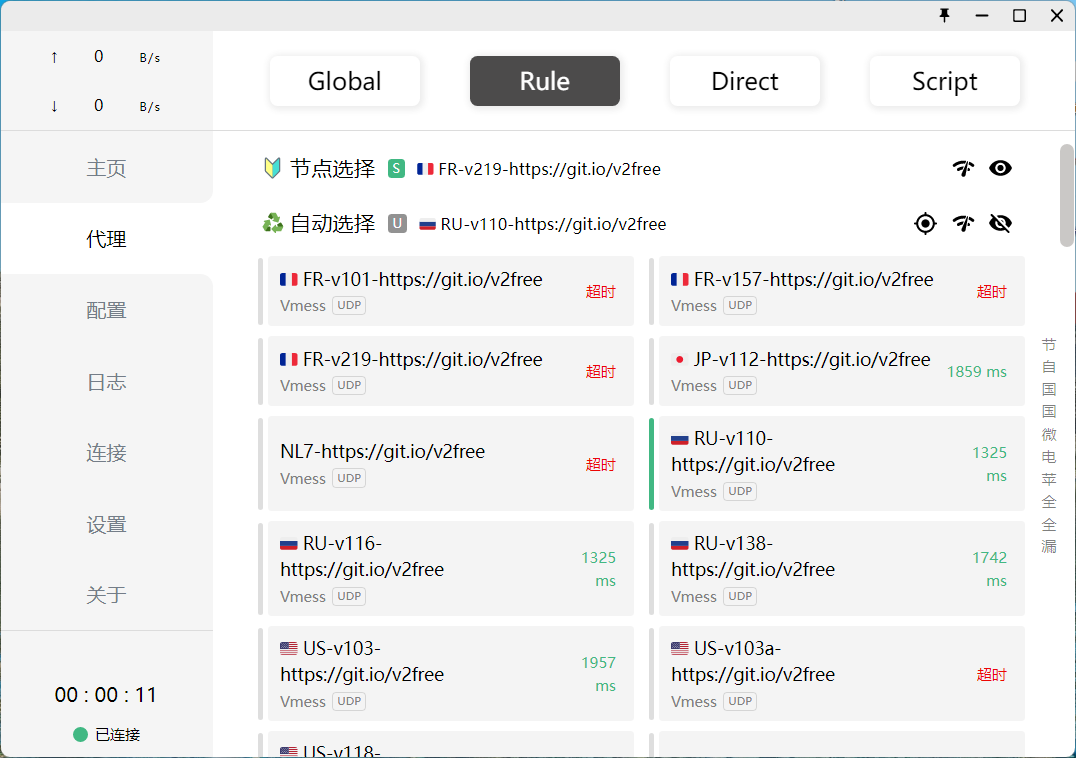 ↑ 0 B/s
↓ 0 B/s
主页
代理
配置
日志
连接
设置
关于
00 : 00 : 11
已连接
Global Rule Direct Script
节点选择 S FR-v219-https://git.io/v2free
自动选择 U RU-v110-https://git.io/v2free
FR-v101-https://git.io/v2free
Vmess UDP
超时
FR-v157-https://git.io/v2free
Vmess UDP
超时
FR-v219-https://git.io/v2free
Vmess UDP
超时
JP-v112-https://git.io/v2free
Vmess UDP
1859 ms
NL7-https://git.io/v2free
Vmess UDP
超时
RU-v110-
https://git.io/v2free
Vmess UDP
1325
ms
RU-v116-
https://git.io/v2free
Vmess UDP
1325
ms
RU-v138-
https://git.io/v2free
Vmess UDP
1742
ms
US-v103-
https://git.io/v2free
Vmess UDP
1957
ms
US-v103a-
https://git.io/v2free
Vmess UDP
超时
US-v118-
节
自
国
国
微
电
苹
全
全
漏